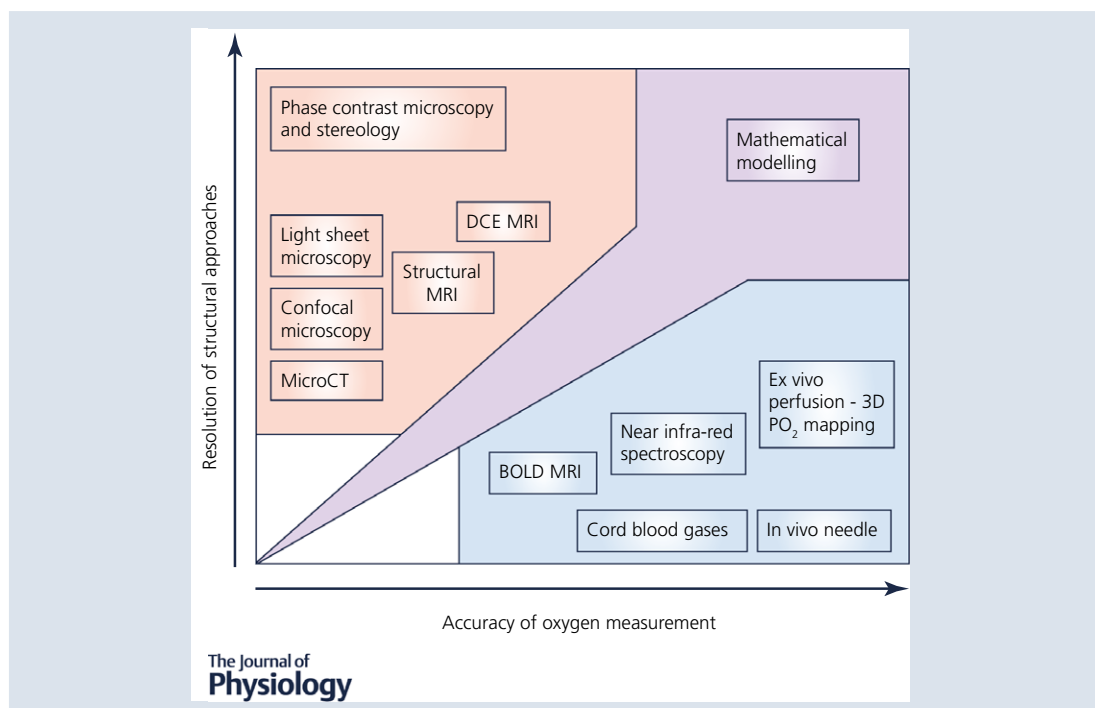 Resolution of structural approaches
Phase contrast microscopy
and stereology
Mathematical
modelling
DCE MRI
Light sheet
microscopy
Structural
MRI
Confocal
microscopy
MicroCT
Ex vivo
perfusion - 3D
PO₂ mapping
Near infra-red
spectroscopy
BOLD MRI
Cord blood gases
In vivo needle
Accuracy of oxygen measurement
The Journal of
Physiology